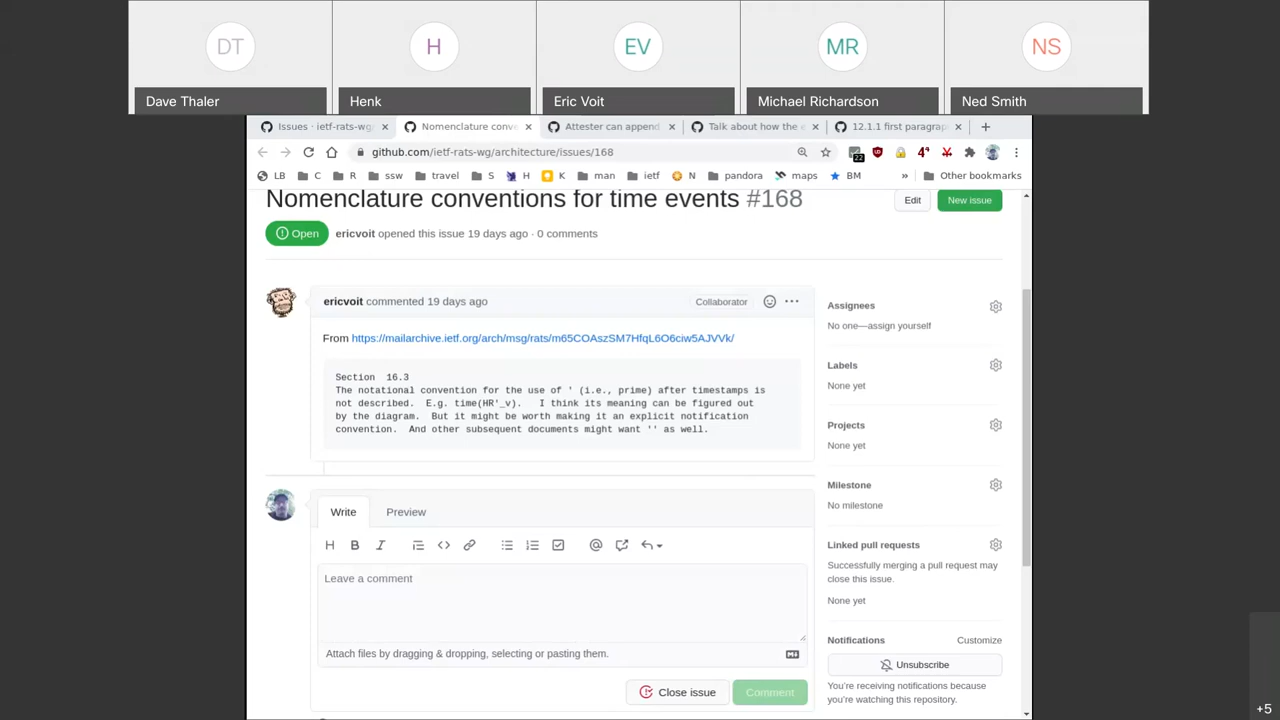 DT
H
EV
MR
NS
Dave Thaler
Henk
Eric Voit
Michael Richardson
Ned Smith
Issues · ietf-rats-wg/
Nomenclature conve
Attester can append
Talk about how the e
12.1.1 first paragrap
github.com/ietf-rats-wg/architecture/issues/168
22
LB
C
R
ssw
travel
S
H
K
man
ietf
N
pandora
maps
BM
»
Other bookmarks
Nomenclature conventions for time events #168
Edit
New issue
Open
ericvoit opened this issue 19 days ago · 0 comments
ericvoit commented 19 days ago
Collaborator
From https://mailarchive.ietf.org/arch/msg/rats/m65COAszSM7HfqL6O6ciw5AJVVk/
Section 16.3
The notational convention for the use of ' (i.e., prime) after timestamps is
not described. E.g. time(HR'_v). I think its meaning can be figured out
by the diagram. But it might be worth making it an explicit notification
convention. And other subsequent documents might want '' as well.
Write
Preview
H B I
Leave a comment
Attach files by dragging & dropping, selecting or pasting them.
Close issue
Comment
Assignees
No one—assign yourself
Labels
None yet
Projects
None yet
Milestone
No milestone
Linked pull requests
Successfully merging a pull request may
close this issue.
None yet
Notifications
Customize
Unsubscribe
You're receiving notifications because
you're watching this repository.
+5